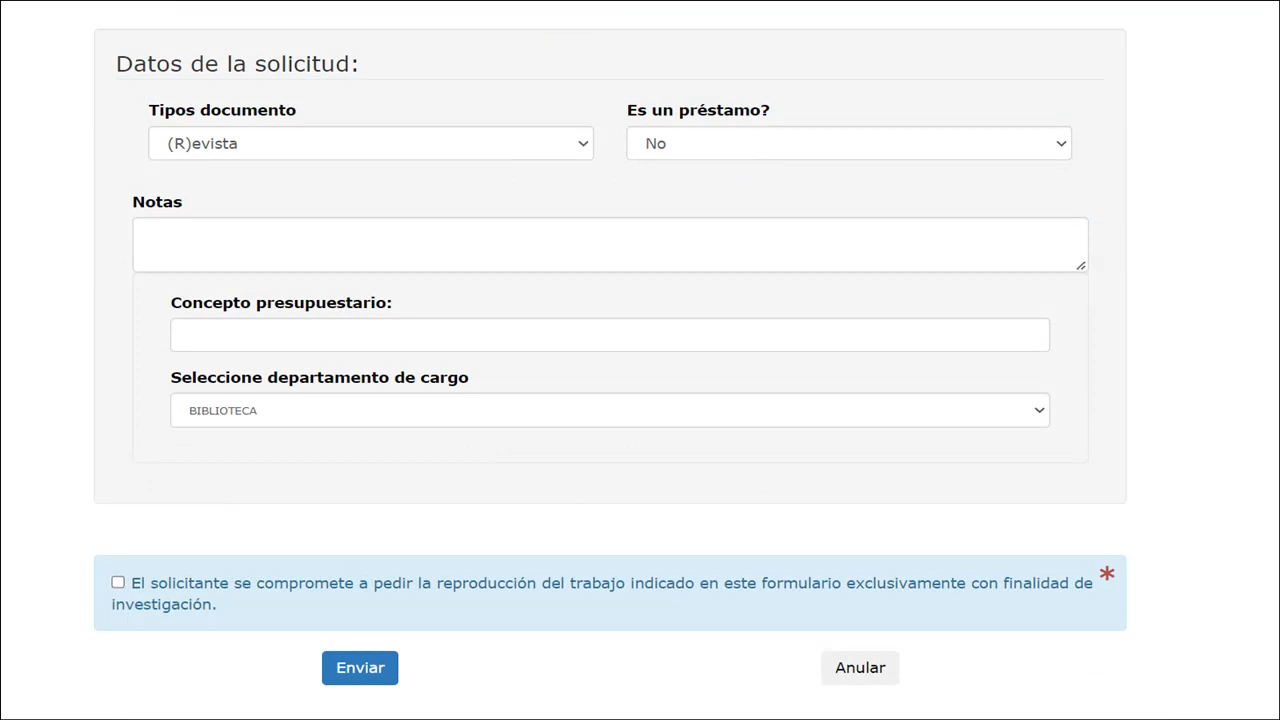 Datos de la solicitud:
Tipos documento
Es un préstamo?
(R)evista
No
Notas
Concepto presupuestario:
Seleccione departamento de cargo
BIBLIOTECA
El solicitante se compromete a pedir la reproducción del trabajo indicado en este formulario exclusivamente con finalidad de *
investigación.
Enviar
Anular